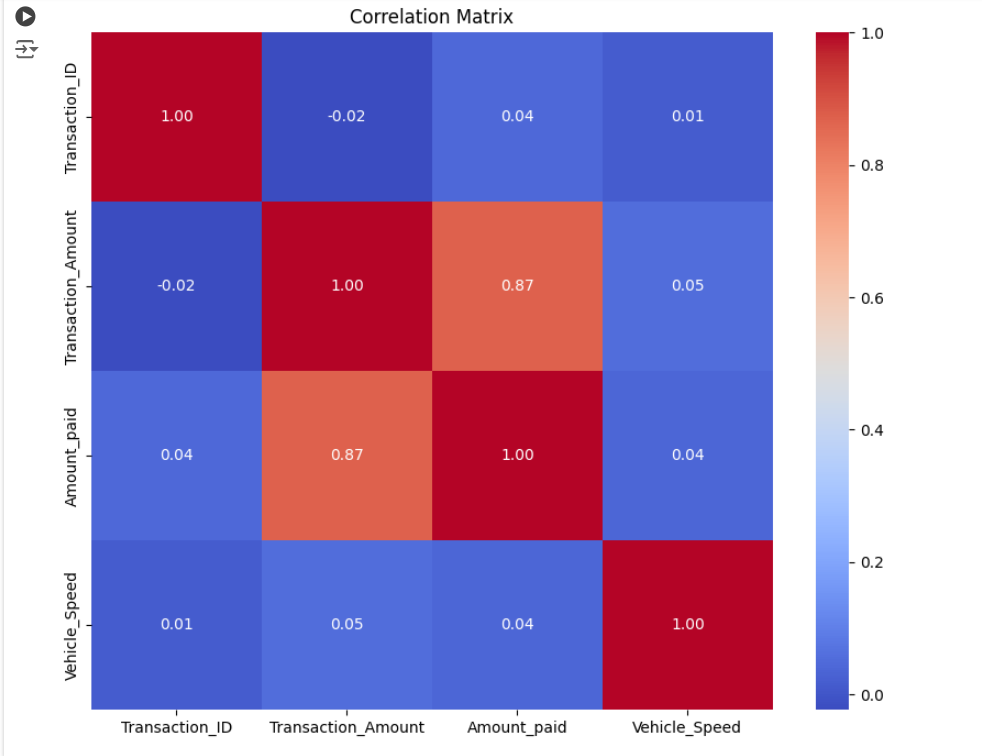 Correlation Matrix
Transaction_ID
1.00 -0.02 0.04 0.01
Transaction_Amount
-0.02 1.00 0.87 0.05
Amount_paid
0.04 0.87 1.00 0.04
Vehicle_Speed
0.01 0.05 0.04 1.00
Transaction_ID Transaction_Amount Amount_paid Vehicle_Speed
1.0
0.8
0.6
0.4
0.2
0.0